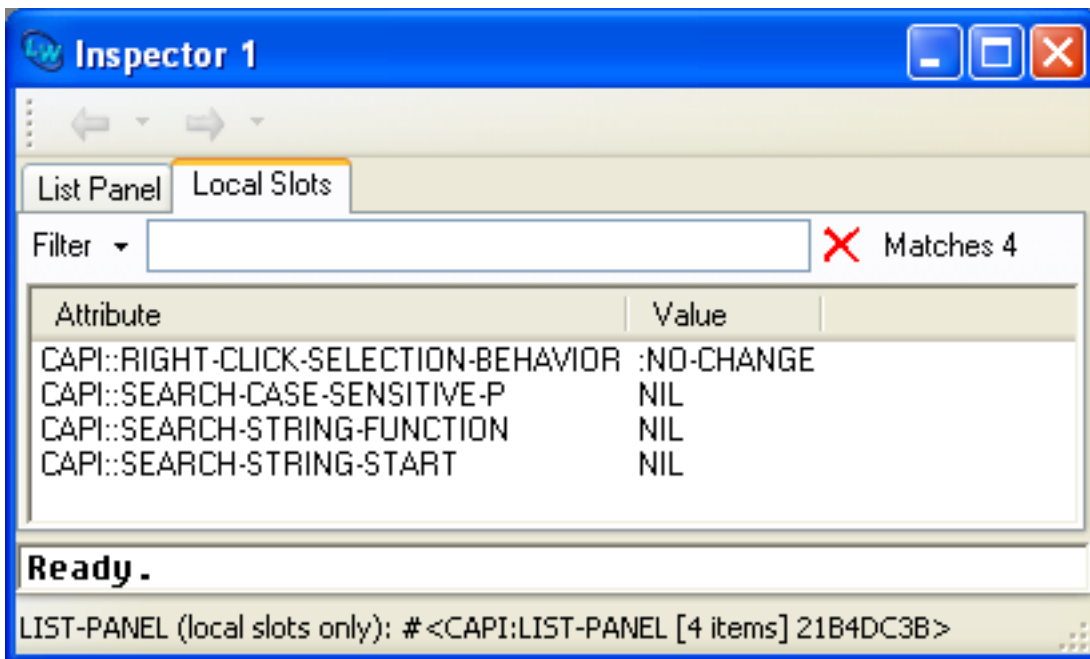 LW Inspector 1
List Panel Local Slots
Filter Matches 4
Attribute Value
CAPI::RIGHT-CLICK-SELECTION-BEHAVIOR :NO-CHANGE
CAPI::SEARCH-CASE-SENSITIVE-P NIL
CAPI::SEARCH-STRING-FUNCTION NIL
CAPI::SEARCH-STRING-START NIL
Ready.
LIST-PANEL (local slots only): #<CAPI:LIST-PANEL [4 items] 21B4DC3B>